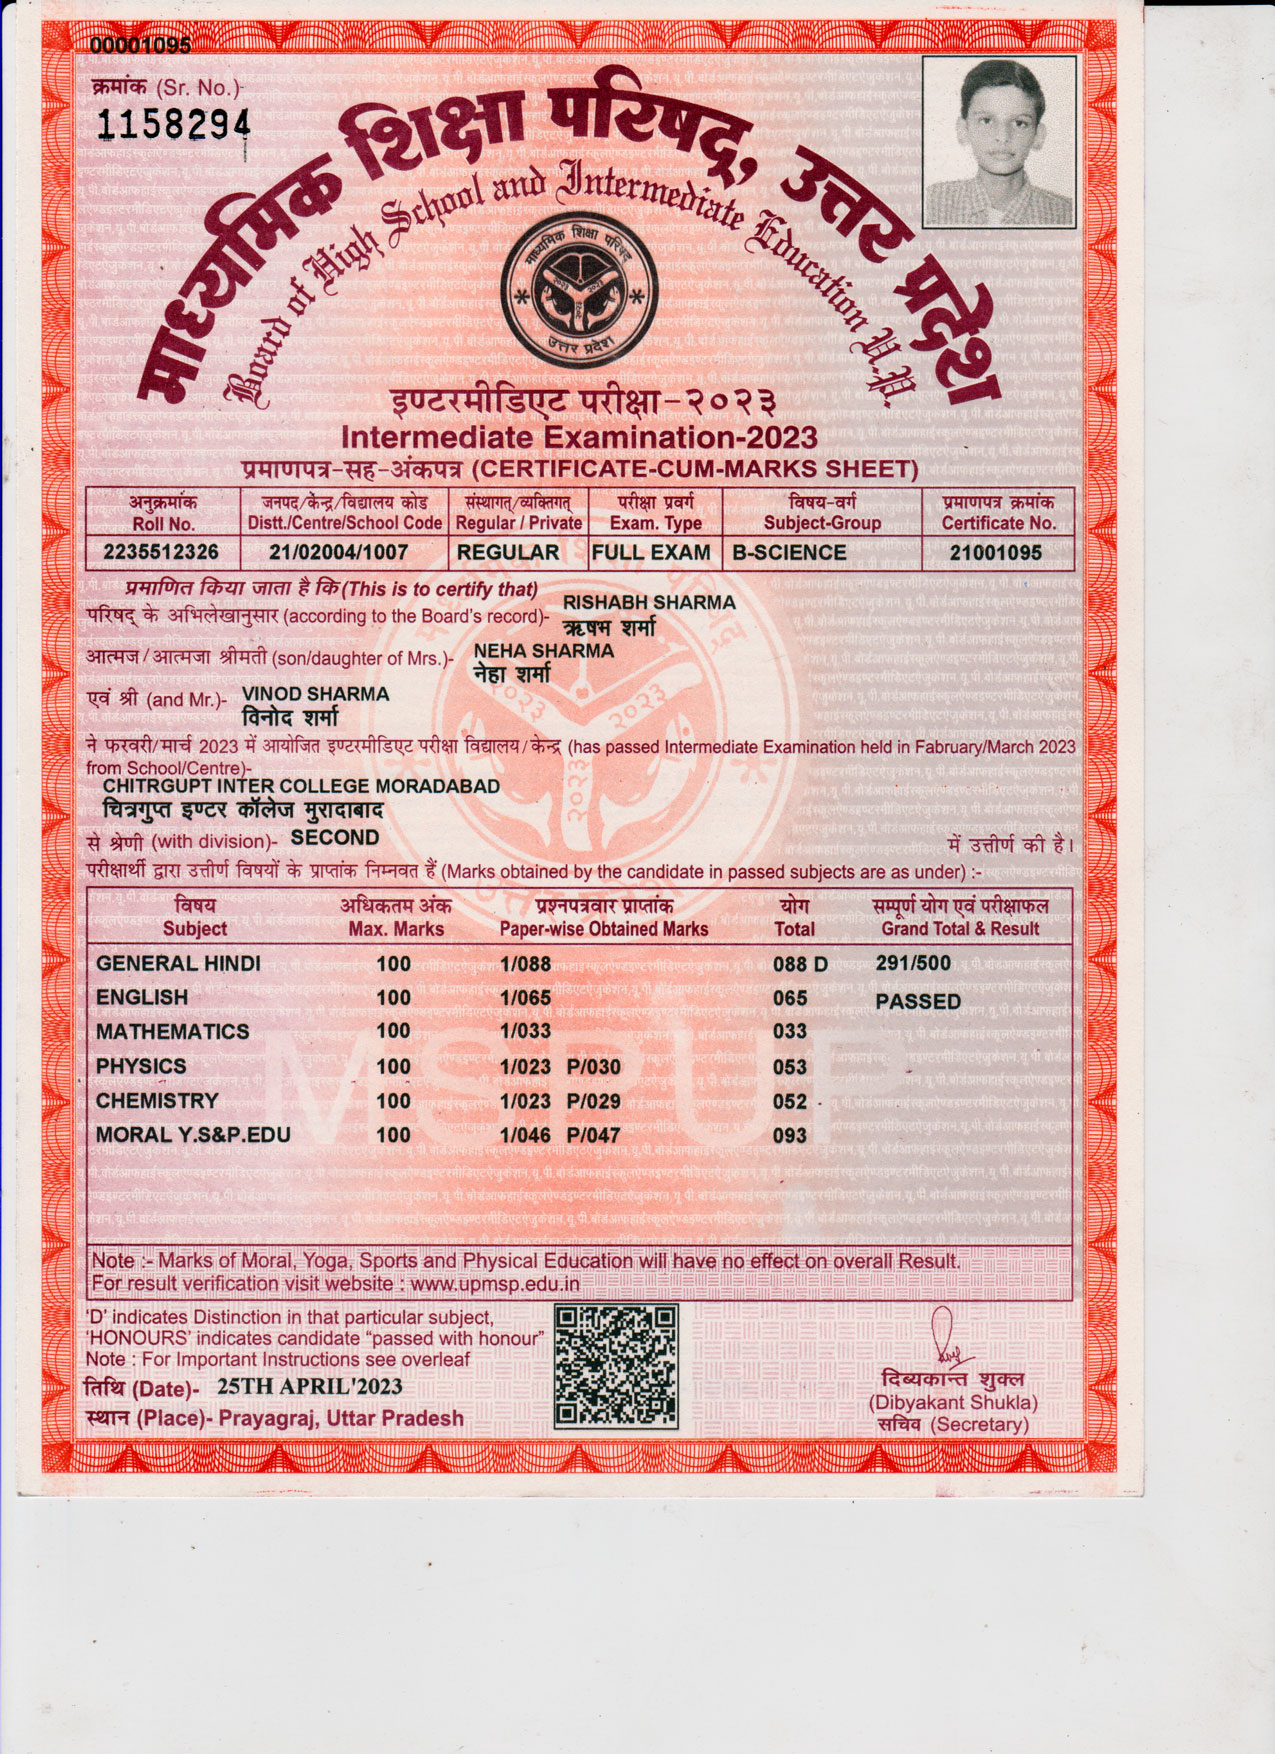 00001095
क्रमांक (Sr. No.)-
1158294
माध्यमिक शिक्षा परिषद्, उत्तर प्रदेश
Board of High School and Intermediate Education U.P.
माध्यमिक शिक्षा परिषद
उत्तर प्रदेश
इण्टरमीडिएट परीक्षा-२०२३
Intermediate Examination-2023
प्रमाणपत्र-सह-अंकपत्र (CERTIFICATE-CUM-MARKS SHEET)
अनुक्रमांक जनपद/केन्द्र/विद्यालय कोड संस्थागत्/व्यक्तिगत् परीक्षा प्रवर्ग विषय-वर्ग प्रमाणपत्र क्रमांक
Roll No. Distt./Centre/School Code Regular / Private Exam. Type Subject-Group Certificate No.
2235512326 21/02004/1007 REGULAR FULL EXAM B-SCIENCE 21001095
प्रमाणित किया जाता है कि (This is to certify that)
RISHABH SHARMA
परिषद् के अभिलेखानुसार (according to the Board's record)- ऋषभ शर्मा
NEHA SHARMA
आत्मज/आत्मजा श्रीमती (son/daughter of Mrs.)- नेहा शर्मा
एवं श्री (and Mr.)- VINOD SHARMA
विनोद शर्मा
ने फरवरी/मार्च 2023 में आयोजित इण्टरमीडिएट परीक्षा विद्यालय/केन्द्र (has passed Intermediate Examination held in Fabruary/March 2023
from School/Centre)-
CHITRGUPT INTER COLLEGE MORADABAD
चित्रगुप्त इण्टर कॉलेज मुरादाबाद
से श्रेणी (with division)- SECOND में उत्तीर्ण की है।
परीक्षार्थी द्वारा उत्तीर्ण विषयों के प्राप्तांक निम्नवत हैं (Marks obtained by the candidate in passed subjects are as under) :-
विषय अधिकतम अंक प्रश्नपत्रवार प्राप्तांक योग सम्पूर्ण योग एवं परीक्षाफल
Subject Max. Marks Paper-wise Obtained Marks Total Grand Total & Result
GENERAL HINDI 100 1/088 088 D 291/500
ENGLISH 100 1/065 065 PASSED
MATHEMATICS 100 1/033 033
PHYSICS 100 1/023 P/030 053
CHEMISTRY 100 1/023 P/029 052
MORAL Y.S&P.EDU 100 1/046 P/047 093
MSPUP
Note :- Marks of Moral, Yoga, Sports and Physical Education will have no effect on overall Result.
For result verification visit website : www.upmsp.edu.in
'D' indicates Distinction in that particular subject,
'HONOURS' indicates candidate "passed with honour"
Note : For Important Instructions see overleaf
तिथि (Date)- 25TH APRIL'2023
स्थान (Place)- Prayagraj, Uttar Pradesh
दिब्यकान्त शुक्ल
(Dibyakant Shukla)
सचिव (Secretary)